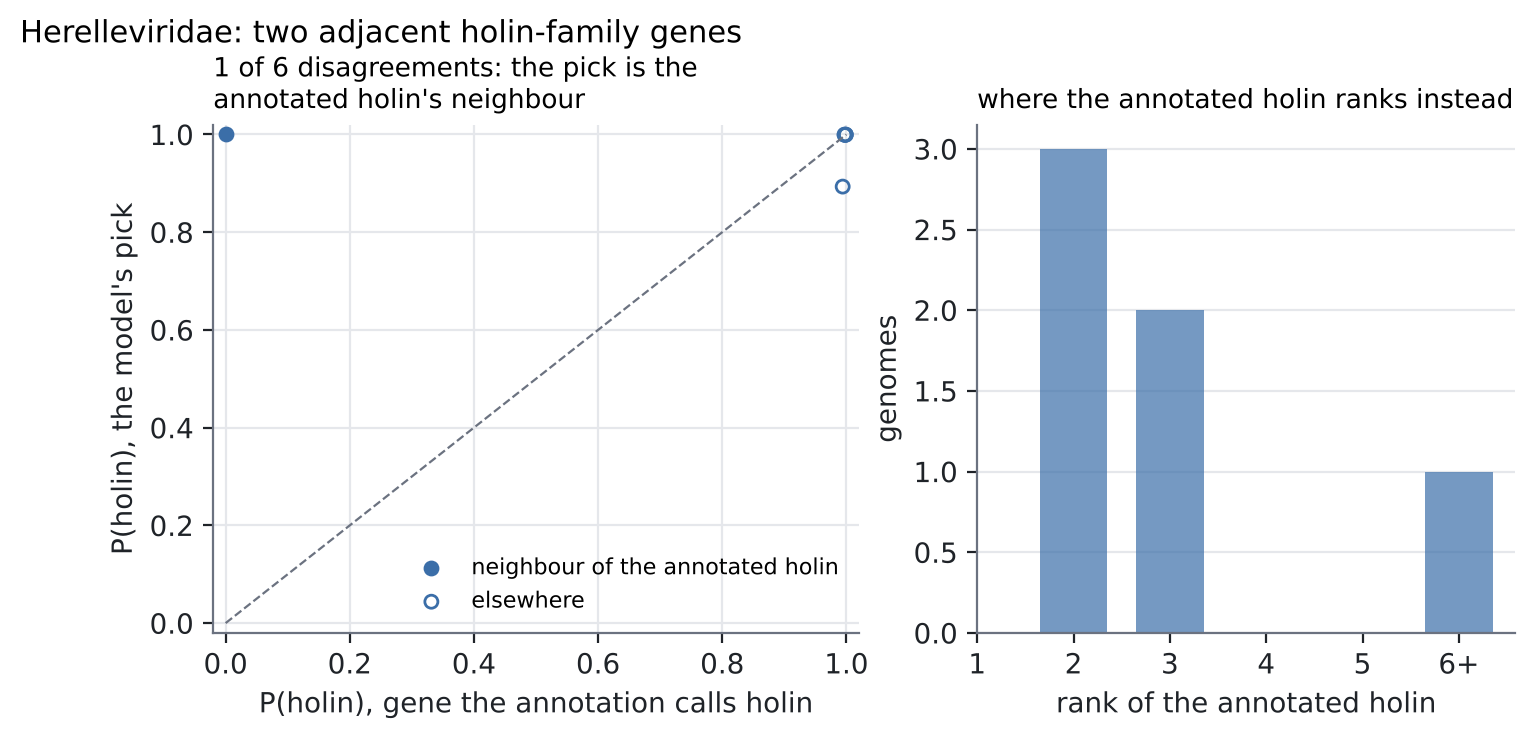 Herelleviridae: two adjacent holin-family genes
1 of 6 disagreements: the pick is the
annotated holin's neighbour
P(holin), the model's pick
1.0
0.8
0.6
0.4
0.2
0.0
neighbour of the annotated holin
elsewhere
0.0 0.2 0.4 0.6 0.8 1.0
P(holin), gene the annotation calls holin
where the annotated holin ranks instead
genomes
3.0
2.5
2.0
1.5
1.0
0.5
0.0
1 2 3 4 5 6+
rank of the annotated holin